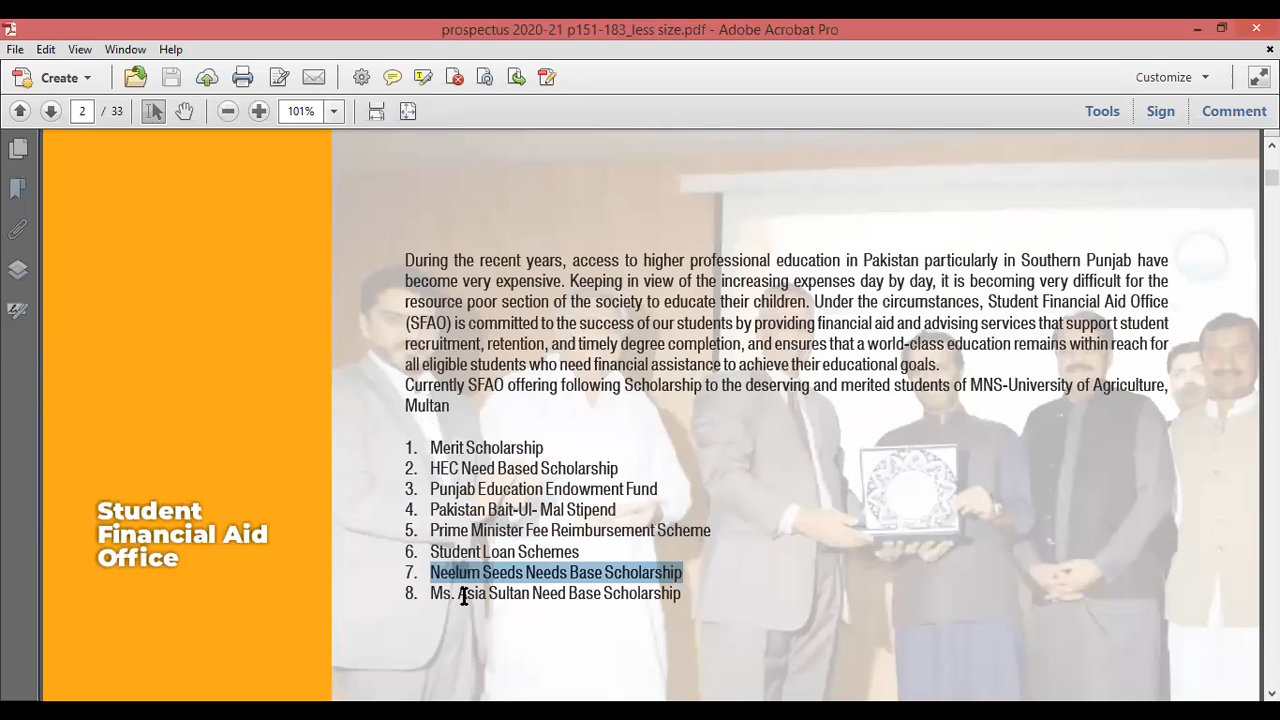 prospectus 2020-21 p151-183_less size.pdf - Adobe Acrobat Pro
File Edit View Window Help
Create Customize
2 / 33 101% Tools Sign Comment
During the recent years, access to higher professional education in Pakistan particularly in Southern Punjab have
become very expensive. Keeping in view of the increasing expenses day by day, it is becoming very difficult for the
resource poor section of the society to educate their children. Under the circumstances, Student Financial Aid Office
(SFAO) is committed to the success of our students by providing financial aid and advising services that support student
recruitment, retention, and timely degree completion, and ensures that a world-class education remains within reach for
all eligible students who need financial assistance to achieve their educational goals.
Currently SFAO offering following Scholarship to the deserving and merited students of MNS-University of Agriculture,
Multan
1. Merit Scholarship
2. HEC Need Based Scholarship
3. Punjab Education Endowment Fund
4. Pakistan Bait-Ul- Mal Stipend
5. Prime Minister Fee Reimbursement Scheme
6. Student Loan Schemes
7. Neelum Seeds Needs Base Scholarship
8. Ms. Asia Sultan Need Base Scholarship
Student
Financial Aid
Office